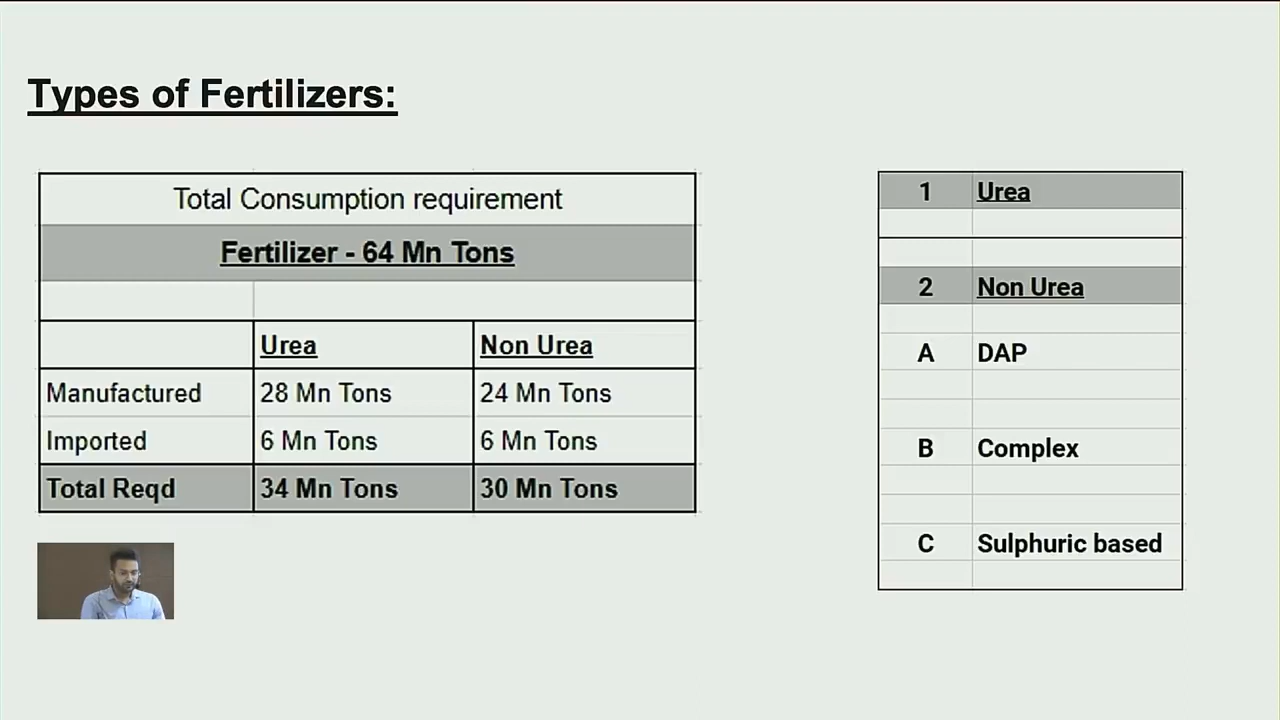 Types of Fertilizers:
Total Consumption requirement
Fertilizer - 64 Mn Tons
Urea Non Urea
Manufactured 28 Mn Tons 24 Mn Tons
Imported 6 Mn Tons 6 Mn Tons
Total Reqd 34 Mn Tons 30 Mn Tons
1 Urea
2 Non Urea
A DAP
B Complex
C Sulphuric based